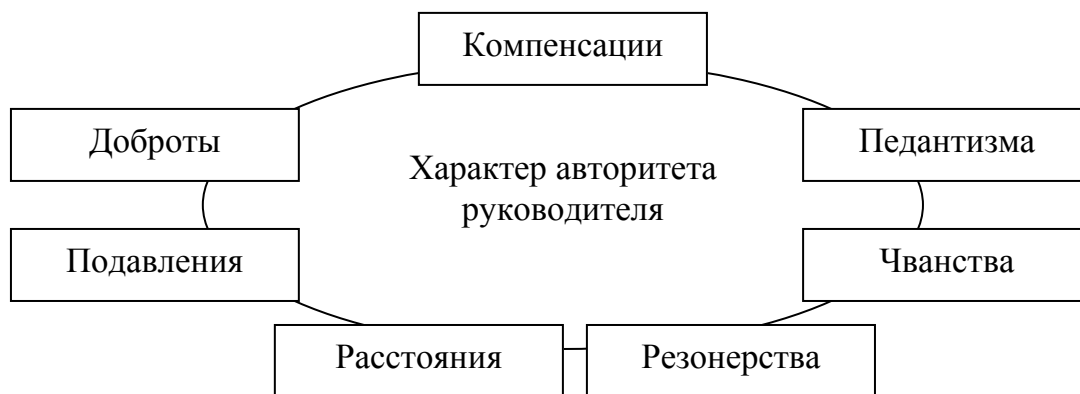 Компенсации
Доброты
Педантизма
Характер авторитета
руководителя
Подавления
Чванства
Расстояния
Резонерства